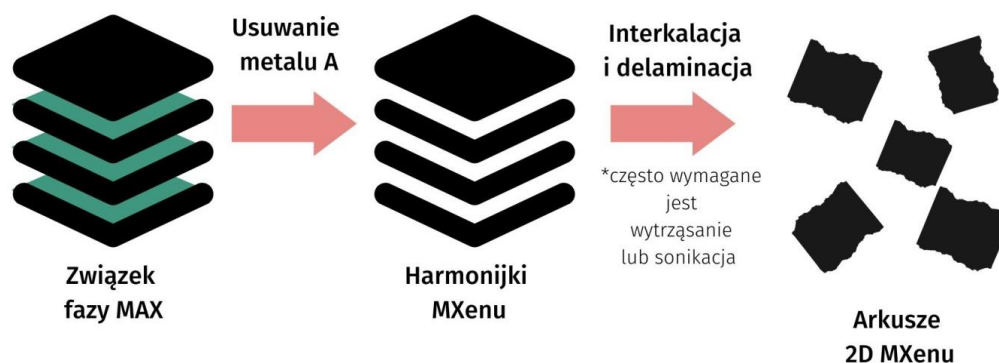 Usuwanie
metalu A
Interkalacja
i delaminacja
*często wymagane
jest
wytrząsanie
lub sonikacja
Związek
fazy MAX
Harmonijki
MXenu
Arkusze
2D MXenu